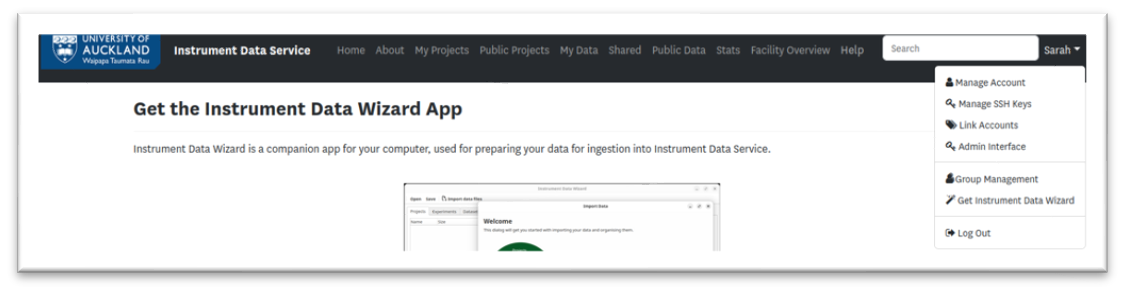 UNIVERSITY OF
AUCKLAND
Waipapa Taumata Rau
Instrument Data Service Home About My Projects Public Projects My Data Shared Public Data Stats Facility Overview Help Search Sarah
Manage Account
Manage SSH Keys
Link Accounts
Admin Interface
Group Management
Get Instrument Data Wizard
Log Out
Get the Instrument Data Wizard App
Instrument Data Wizard is a companion app for your computer, used for preparing your data for ingestion into Instrument Data Service.
Instrument Data Wizard
Open Save Import data files
Projects Experiments Datasets
Name Size
Import Data
Welcome
This dialog will get you started with importing your data and organising them.